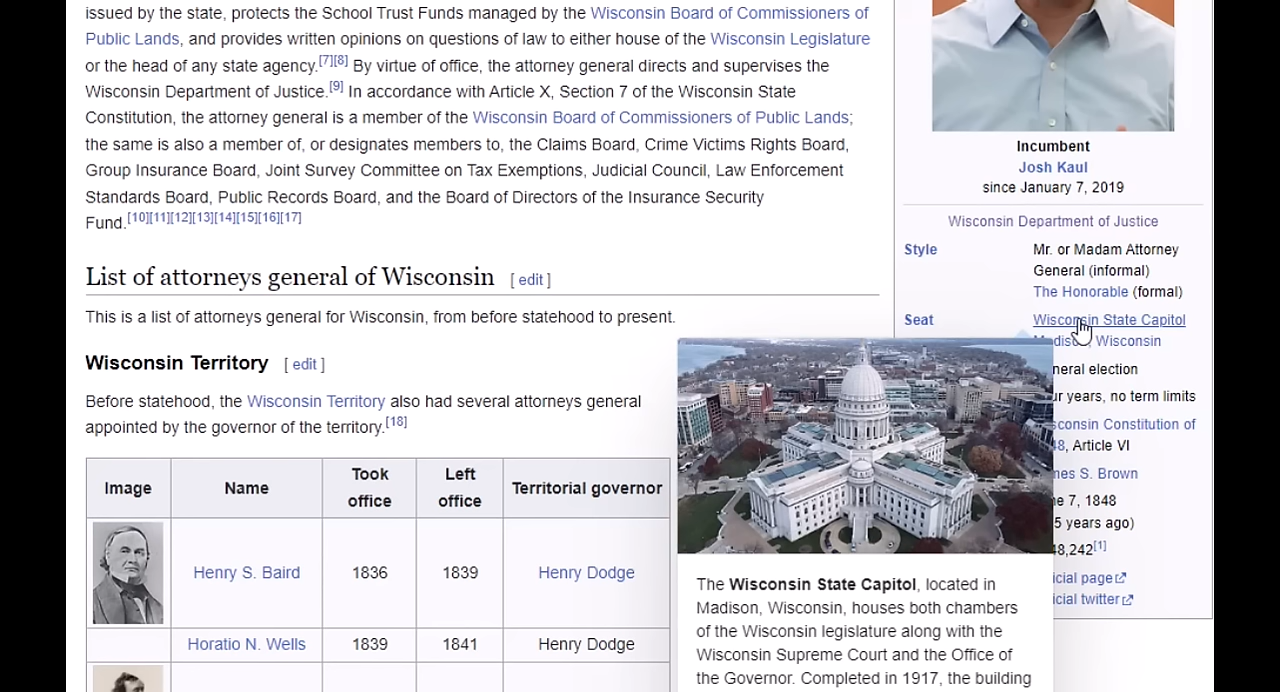 issued by the state, protects the School Trust Funds managed by the Wisconsin Board of Commissioners of
Public Lands, and provides written opinions on questions of law to either house of the Wisconsin Legislature
or the head of any state agency.[7][8] By virtue of office, the attorney general directs and supervises the
Wisconsin Department of Justice.[9] In accordance with Article X, Section 7 of the Wisconsin State
Constitution, the attorney general is a member of the Wisconsin Board of Commissioners of Public Lands;
the same is also a member of, or designates members to, the Claims Board, Crime Victims Rights Board,
Group Insurance Board, Joint Survey Committee on Tax Exemptions, Judicial Council, Law Enforcement
Standards Board, Public Records Board, and the Board of Directors of the Insurance Security
Fund.[10][11][12][13][14][15][16][17]
List of attorneys general of Wisconsin [ edit ]
This is a list of attorneys general for Wisconsin, from before statehood to present.
Wisconsin Territory [ edit ]
Before statehood, the Wisconsin Territory also had several attorneys general
appointed by the governor of the territory.[18]
Image Name Took office Left office Territorial governor
Henry S. Baird 1836 1839 Henry Dodge
Horatio N. Wells 1839 1841 Henry Dodge
Incumbent
Josh Kaul
since January 7, 2019
Wisconsin Department of Justice
Style Mr. or Madam Attorney
General (informal)
The Honorable (formal)
Seat Wisconsin State Capitol
Wisconsin
neral election
ur years, no term limits
sconsin Constitution of
48, Article VI
mes S. Brown
ne 7, 1848
5 years ago)
48,242[1]
icial page
icial twitter
The Wisconsin State Capitol, located in
Madison, Wisconsin, houses both chambers
of the Wisconsin legislature along with the
Wisconsin Supreme Court and the Office of
the Governor. Completed in 1917, the building